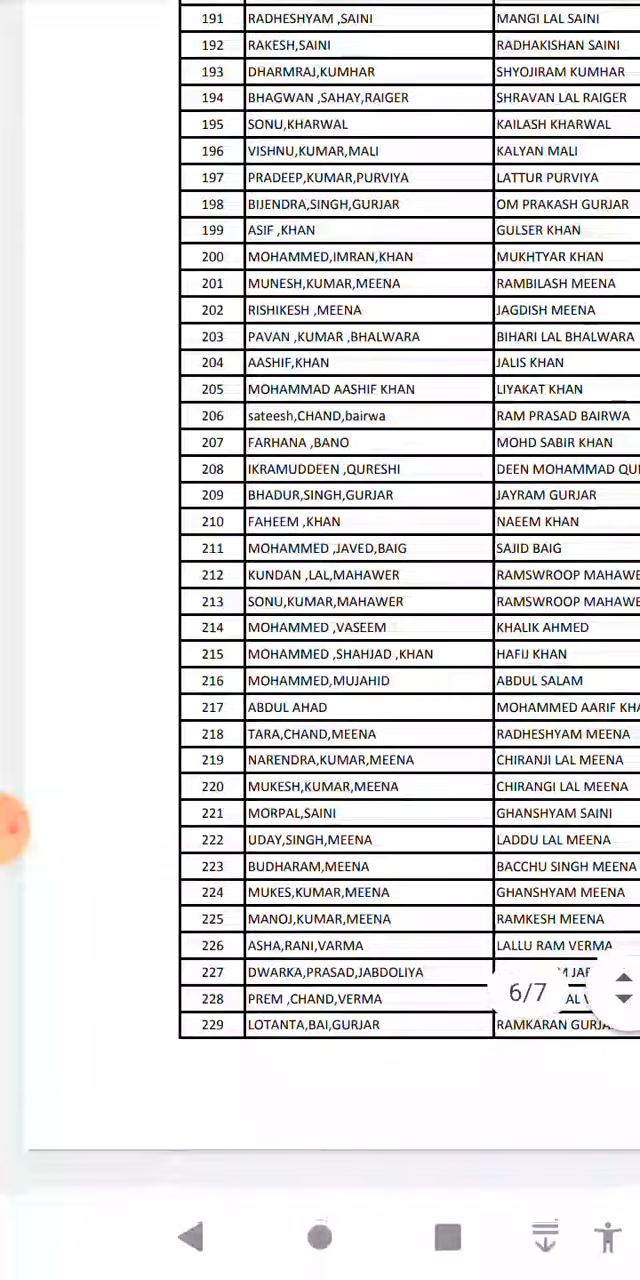 191 RADHESHYAM ,SAINI MANGI LAL SAINI
192 RAKESH,SAINI RADHAKISHAN SAINI
193 DHARMRAJ,KUMHAR SHYOJIRAM KUMHAR
194 BHAGWAN ,SAHAY,RAIGER SHRAVAN LAL RAIGER
195 SONU,KHARWAL KAILASH KHARWAL
196 VISHNU,KUMAR,MALI KALYAN MALI
197 PRADEEP,KUMAR,PURVIYA LATTUR PURVIYA
198 BIJENDRA,SINGH,GURJAR OM PRAKASH GURJAR
199 ASIF ,KHAN GULSER KHAN
200 MOHAMMED,IMRAN,KHAN MUKHTYAR KHAN
201 MUNESH,KUMAR,MEENA RAMBILASH MEENA
202 RISHIKESH ,MEENA JAGDISH MEENA
203 PAVAN ,KUMAR ,BHALWARA BIHARI LAL BHALWARA
204 AASHIF,KHAN JALIS KHAN
205 MOHAMMAD AASHIF KHAN LIYAKAT KHAN
206 sateesh,CHAND,bairwa RAM PRASAD BAIRWA
207 FARHANA ,BANO MOHD SABIR KHAN
208 IKRAMUDDEEN ,QURESHI DEEN MOHAMMAD
209 BHADUR,SINGH,GURJAR JAYRAM GURJAR
210 FAHEEM ,KHAN NAEEM KHAN
211 MOHAMMED ,JAVED,BAIG SAJID BAIG
212 KUNDAN ,LAL,MAHAWER RAMSWROOP
213 SONU,KUMAR,MAHAWER RAMSWROOP
214 MOHAMMED ,VASEEM KHALIK AHMED
215 MOHAMMED ,SHAHJAD ,KHAN HAFIJ KHAN
216 MOHAMMED,MUJAHID ABDUL SALAM
217 ABDUL AHAD MOHAMMED AARIF
218 TARA,CHAND,MEENA RADHESHYAM MEENA
219 NARENDRA,KUMAR,MEENA CHIRANJI LAL MEENA
220 MUKESH,KUMAR,MEENA CHIRANGI LAL MEENA
221 MORPAL,SAINI GHANSHYAM SAINI
222 UDAY,SINGH,MEENA LADDU LAL MEENA
223 BUDHARAM,MEENA BACCHU SINGH MEENA
224 MUKES,KUMAR,MEENA GHANSHYAM MEENA
225 MANOJ,KUMAR,MEENA RAMKESH MEENA
226 ASHA,RANI,VARMA LALLU RAM VERMA
227 DWARKA,PRASAD,JABDOLIYA
228 PREM ,CHAND,VERMA
229 LOTANTA,BAI,GURJAR RAMKARAN
6/7